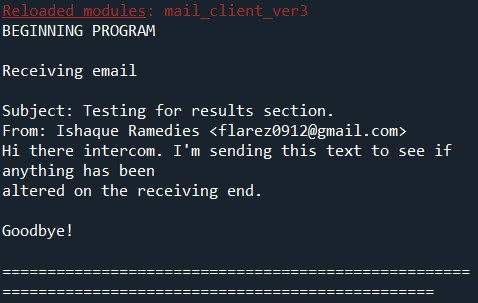 Reloaded modules: mail_client_ver3
BEGINNING PROGRAM
Receiving email
Subject: Testing for results section.
From: Ishaque Ramedies <flarez0912@gmail.com>
Hi there intercom. I'm sending this text to see if
anything has been
altered on the receiving end.
Goodbye!
====================================================
================================================